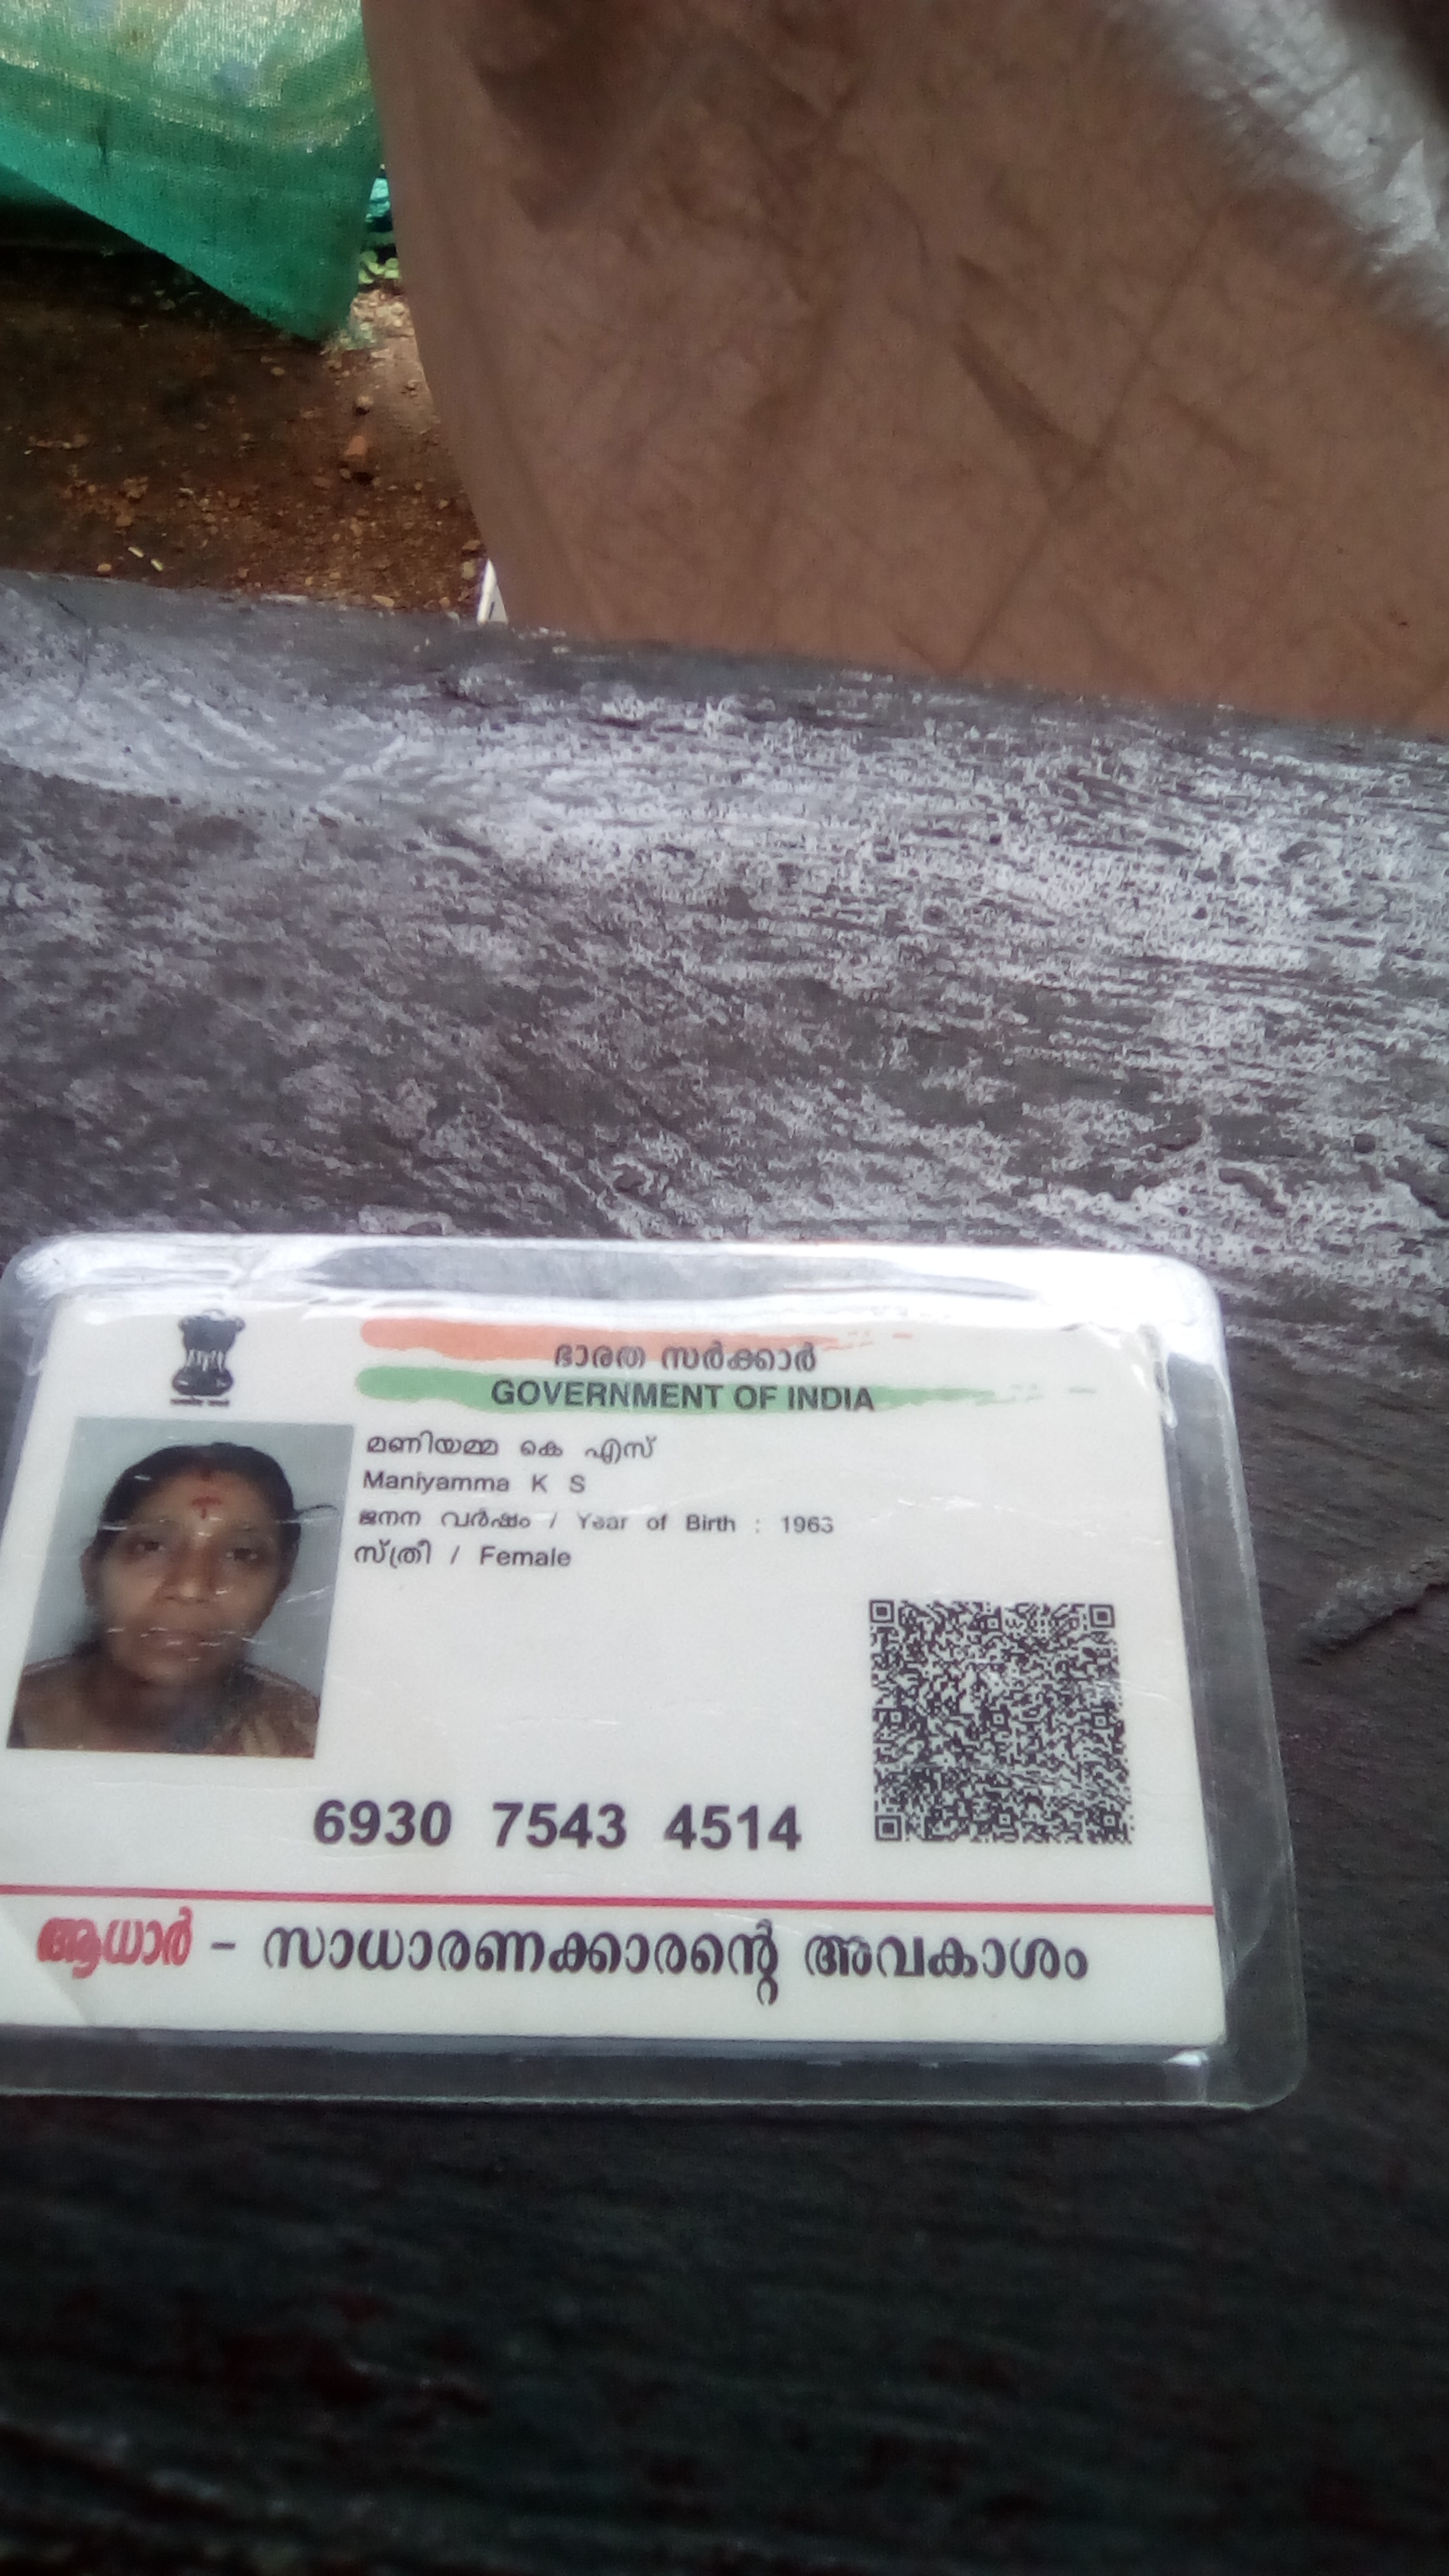 ഭാരത സർക്കാർ
GOVERNMENT OF INDIA
മണിയമ്മ കെ എസ്
Maniyamma K S
ജനന വർഷം / Year of Birth : 1963
സ്ത്രീ / Female
6930 7543 4514
ആധാർ - സാധാരണക്കാരന്റെ അവകാശം